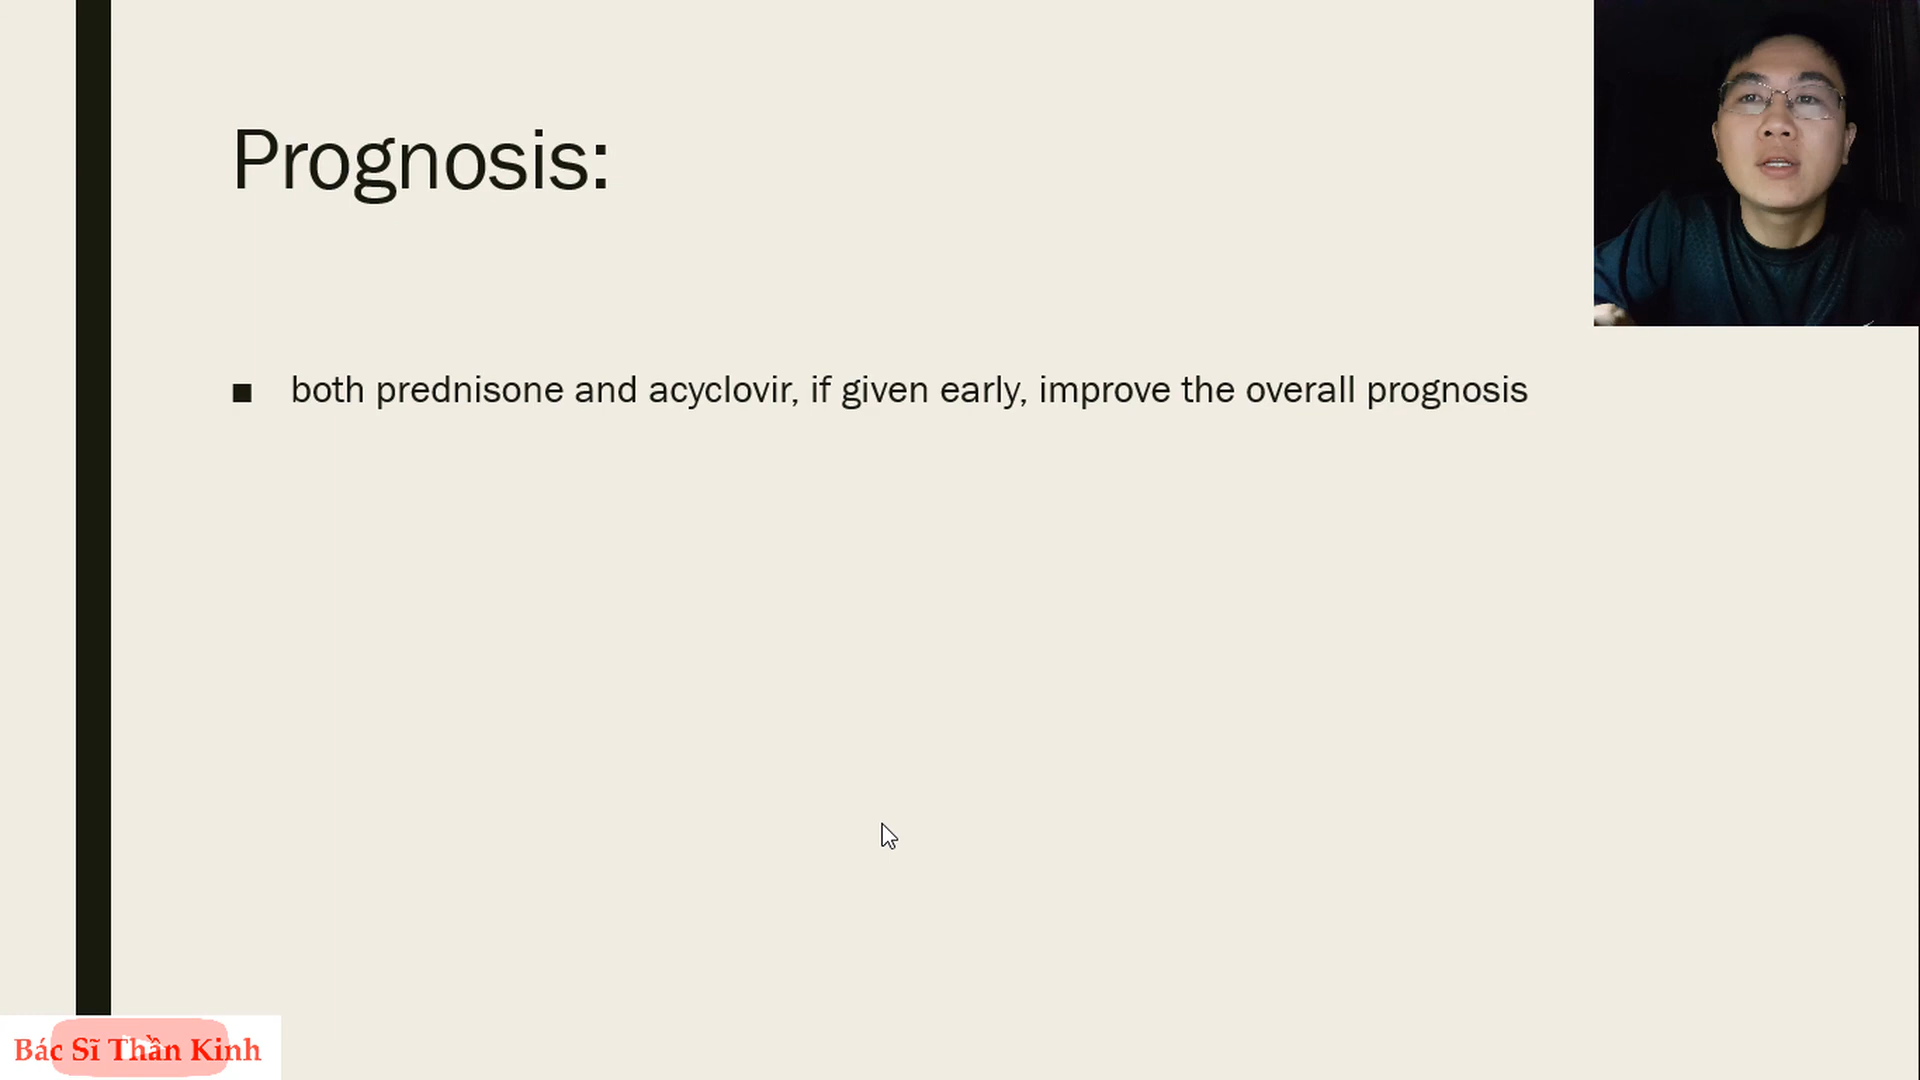 Prognosis:
■ both prednisone and acyclovir, if given early, improve the overall prognosis
Bác Sĩ Thần Kinh